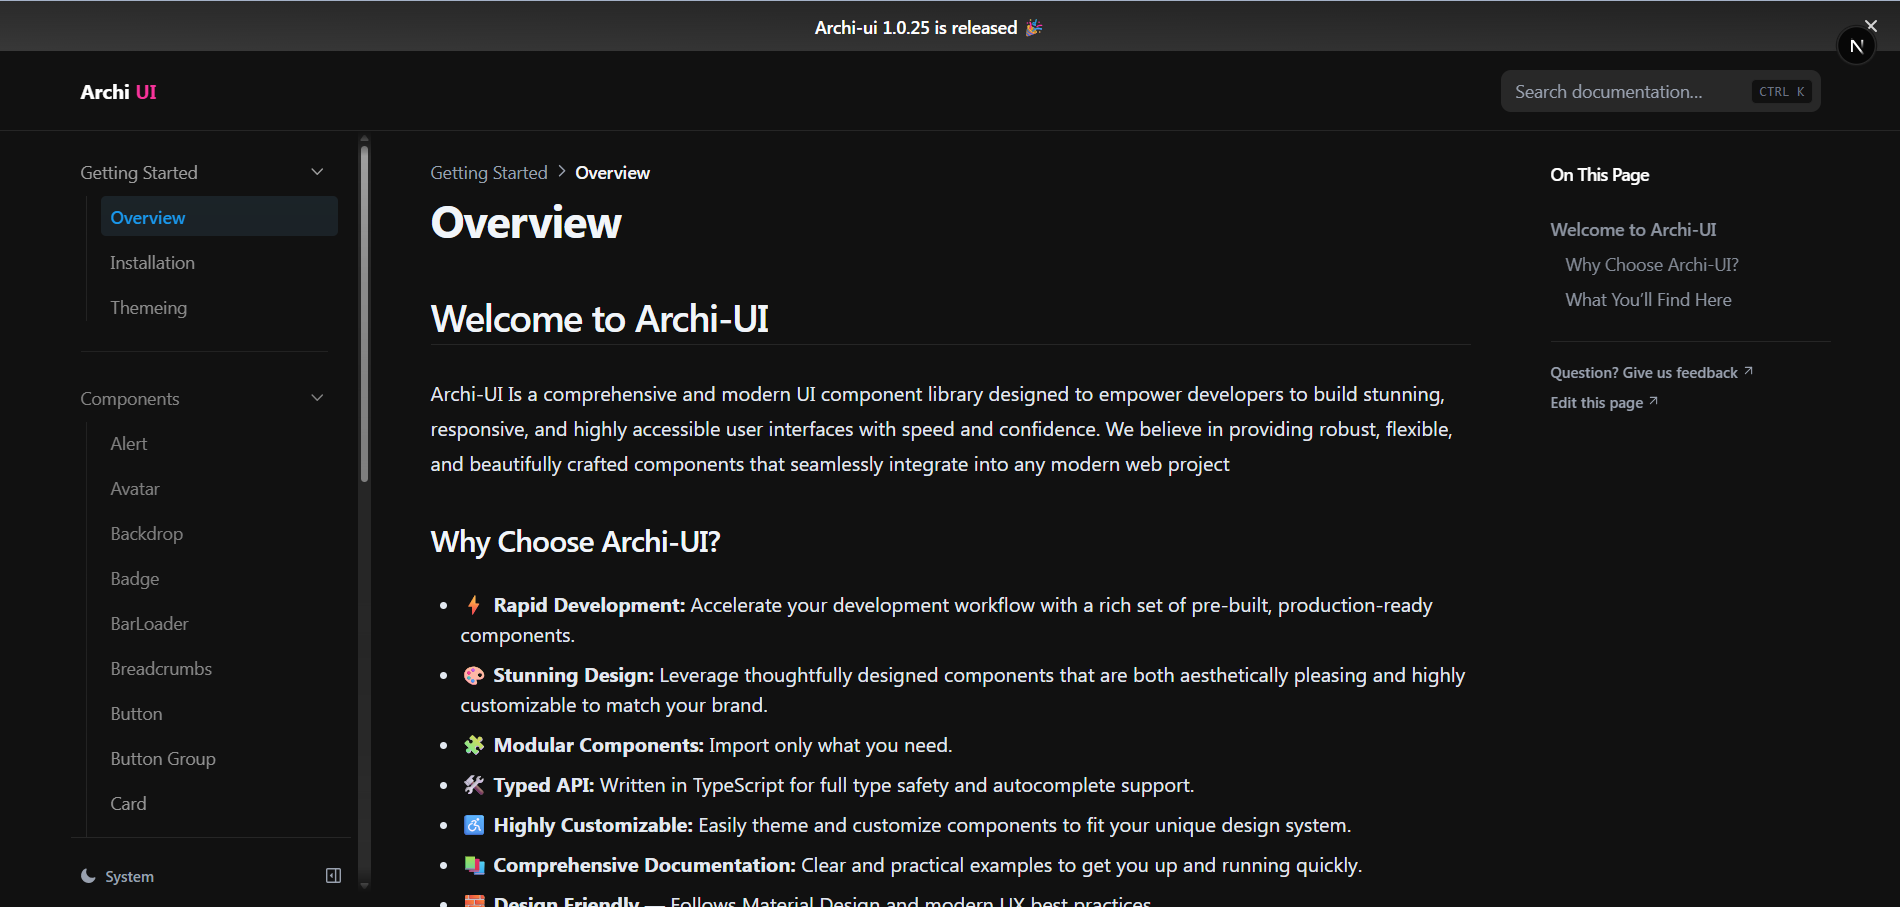 Archi-ui 1.0.25 is released 🎉
N
Archi UI
Search documentation...
CTRL K
Getting Started
Overview
Installation
Themeing
Components
Alert
Avatar
Backdrop
Badge
BarLoader
Breadcrumbs
Button
Button Group
Card
System
Getting Started > Overview
Overview
Welcome to Archi-UI
Archi-UI Is a comprehensive and modern UI component library designed to empower developers to build stunning,
responsive, and highly accessible user interfaces with speed and confidence. We believe in providing robust, flexible,
and beautifully crafted components that seamlessly integrate into any modern web project
Why Choose Archi-UI?
• ⚡ Rapid Development: Accelerate your development workflow with a rich set of pre-built, production-ready
components.
• 🎨 Stunning Design: Leverage thoughtfully designed components that are both aesthetically pleasing and highly
customizable to match your brand.
• 🧩 Modular Components: Import only what you need.
• 🛠 Typed API: Written in TypeScript for full type safety and autocomplete support.
• ♿ Highly Customizable: Easily theme and customize components to fit your unique design system.
• 📚 Comprehensive Documentation: Clear and practical examples to get you up and running quickly.
• 🧱 Design Friendly — Follows Material Design and modern UX best practices.
On This Page
Welcome to Archi-UI
Why Choose Archi-UI?
What You’ll Find Here
Question? Give us feedback
Edit this page